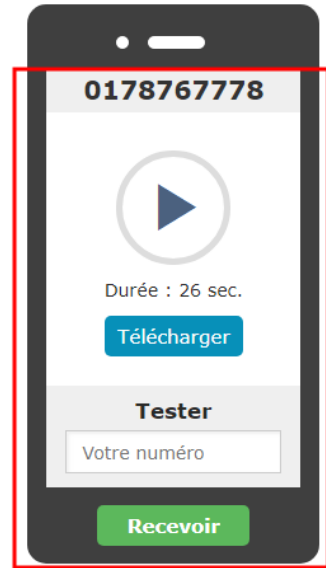 0178767778
Durée : 26 sec.
Télécharger
Tester
Votre numéro
Recevoir